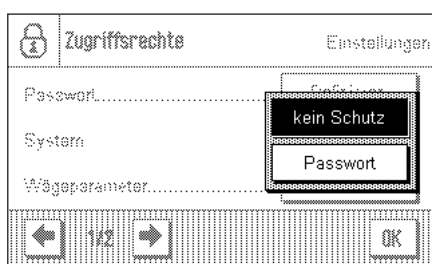 Zugriffsrechte
Einstellungen
Passwort
kein Schutz
System
Passwort
Wägeparameter
1/2
OK